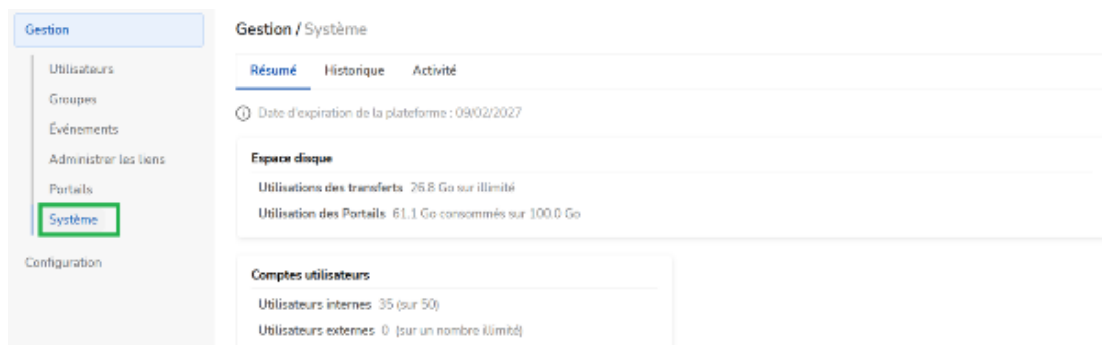 Gestion
Utilisateurs
Groupes
Événements
Administrer les liens
Portails
Système
Configuration
Gestion / Système
Résumé Historique Activité
Date d'expiration de la plateforme : 09/02/2027
Espace disque
Utilisations des transferts 26.8 Go sur illimité
Utilisation des Portails 61.1 Go consommés sur 100.0 Go
Comptes utilisateurs
Utilisateurs internes 35 (sur 50)
Utilisateurs externes 0 (sur un nombre illimité)